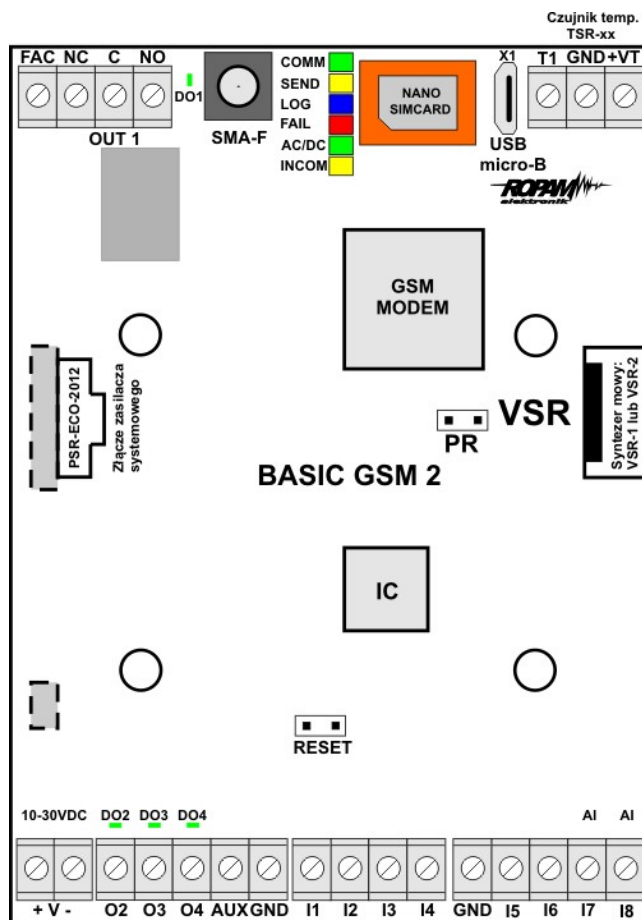 Czujnik temp.
TSR-xx
FAC NC C NO
X1
T1 GND +VT
DO1
OUT 1
SMA-F
COMM
SEND
LOG
FAIL
AC/DC
INCOM
NANO
SIMCARD
USB
micro-B
ROPAM
elektronik
GSM
MODEM
PSR-ECO-2012
Złącze zasilacza
systemowego
PR
VSR
Syntezer mowy:
VSR-1 lub VSR-2
BASIC GSM 2
IC
RESET
10-30VDC DO2 DO3 DO4 AI AI
+ V - O2 O3 O4 AUX GND I1 I2 I3 I4 GND I5 I6 I7 I8